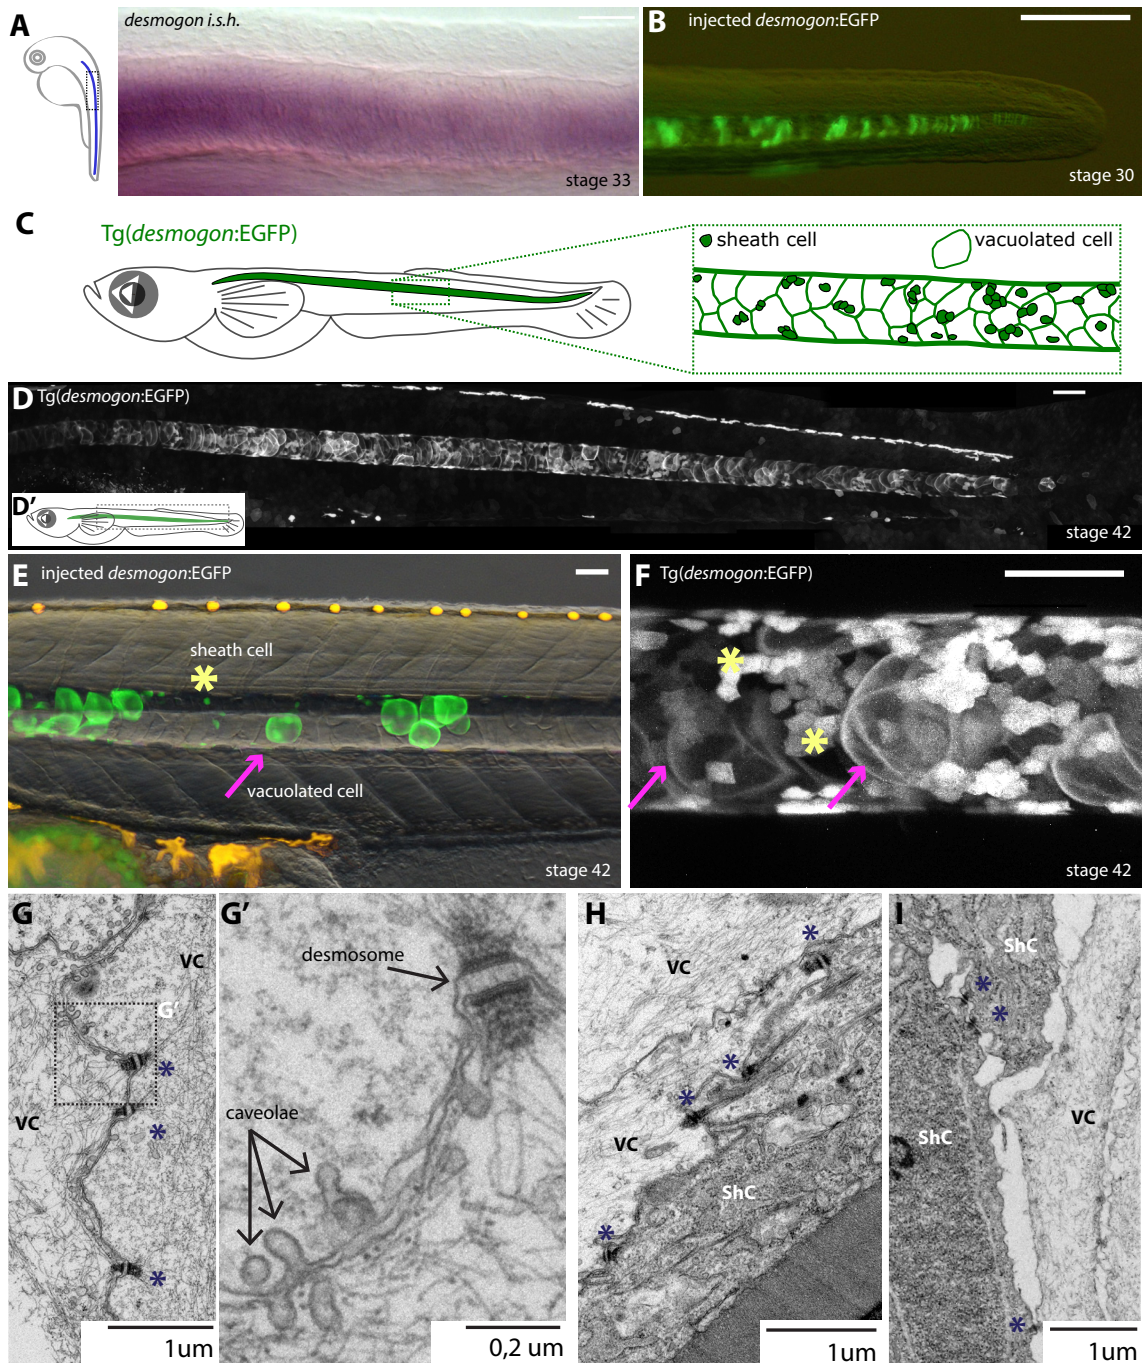 A
desmogon i.s.h.
stage 33
B
injected desmogon:EGFP
stage 30
C
Tg(desmogon:EGFP)
sheath cell
vacuolated cell
D
Tg(desmogon:EGFP)
D’
stage 42
E
injected desmogon:EGFP
sheath cell
*
vacuolated cell
stage 42
F
Tg(desmogon:EGFP)
*
*
stage 42
G
VC
G’
*
VC
*
*
1um
G’
desmosome
caveolae
0,2 um
H
*
VC
*
*
VC
ShC
*
1um
I
ShC
*
*
VC
ShC
*
1um